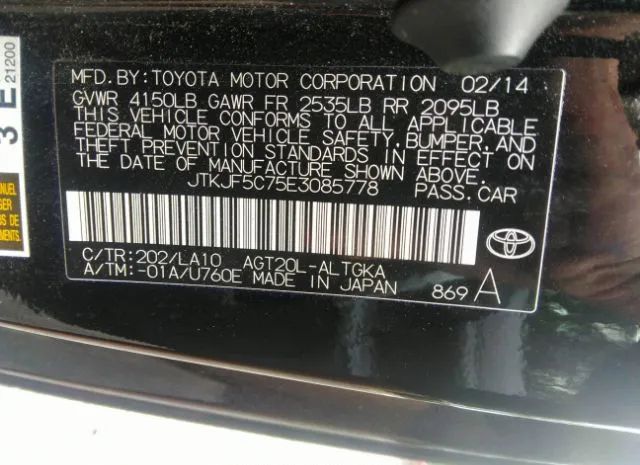 MFD. BY: TOYOTA MOTOR CORPORATION 02/14
GVWR 4150LB GAWR FR 2535LB RR 2095LB
THIS VEHICLE CONFORMS TO ALL APPLICABLE
FEDERAL MOTOR VEHICLE SAFETY, BUMPER, AND
THEFT PREVENTION STANDARDS IN EFFECT ON
THE DATE OF MANUFACTURE SHOWN ABOVE.
JTKJF5C75E3085778 PASS. CAR
C/TR: 202/LA10 AGT20L-ALTGKA
A/TM: -01A/U760E MADE IN JAPAN 869 A
3 E
21200